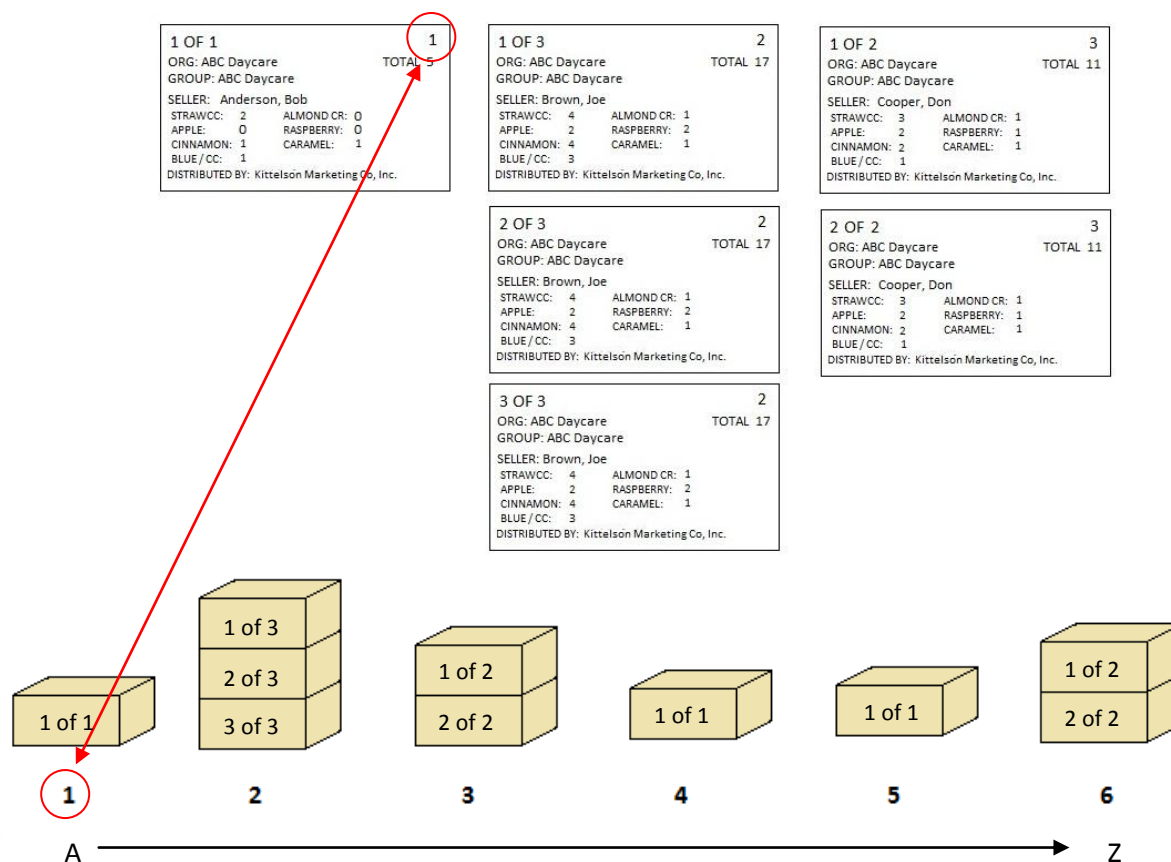 1 OF 1 1
ORG: ABC Daycare TOTAL 5
GROUP: ABC Daycare
SELLER: Anderson, Bob
STRAWCC: 2 ALMOND CR: 0
APPLE: 0 RASPBERRY: 0
CINNAMON: 1 CARAMEL: 1
BLUE / CC: 1
DISTRIBUTED BY: Kittelson Marketing Co, Inc.
1 OF 3 2
ORG: ABC Daycare TOTAL 17
GROUP: ABC Daycare
SELLER: Brown, Joe
STRAWCC: 4 ALMOND CR: 1
APPLE: 2 RASPBERRY: 2
CINNAMON: 4 CARAMEL: 1
BLUE / CC: 3
DISTRIBUTED BY: Kittelson Marketing Co, Inc.
1 OF 2 3
ORG: ABC Daycare TOTAL 11
GROUP: ABC Daycare
SELLER: Cooper, Don
STRAWCC: 3 ALMOND CR: 1
APPLE: 2 RASPBERRY: 1
CINNAMON: 2 CARAMEL: 1
BLUE / CC: 1
DISTRIBUTED BY: Kittelson Marketing Co, Inc.
2 OF 3 2
ORG: ABC Daycare TOTAL 17
GROUP: ABC Daycare
SELLER: Brown, Joe
STRAWCC: 4 ALMOND CR: 1
APPLE: 2 RASPBERRY: 2
CINNAMON: 4 CARAMEL: 1
BLUE / CC: 3
DISTRIBUTED BY: Kittelson Marketing Co, Inc.
2 OF 2 3
ORG: ABC Daycare TOTAL 11
GROUP: ABC Daycare
SELLER: Cooper, Don
STRAWCC: 3 ALMOND CR: 1
APPLE: 2 RASPBERRY: 1
CINNAMON: 2 CARAMEL: 1
BLUE / CC: 1
DISTRIBUTED BY: Kittelson Marketing Co, Inc.
3 OF 3 2
ORG: ABC Daycare TOTAL 17
GROUP: ABC Daycare
SELLER: Brown, Joe
STRAWCC: 4 ALMOND CR: 1
APPLE: 2 RASPBERRY: 2
CINNAMON: 4 CARAMEL: 1
BLUE / CC: 3
DISTRIBUTED BY: Kittelson Marketing Co, Inc.
1 of 1
1 of 3
2 of 3
3 of 3
1 of 2
2 of 2
1 of 1
1 of 1
1 of 2
2 of 2
1 2 3 4 5 6
A Z